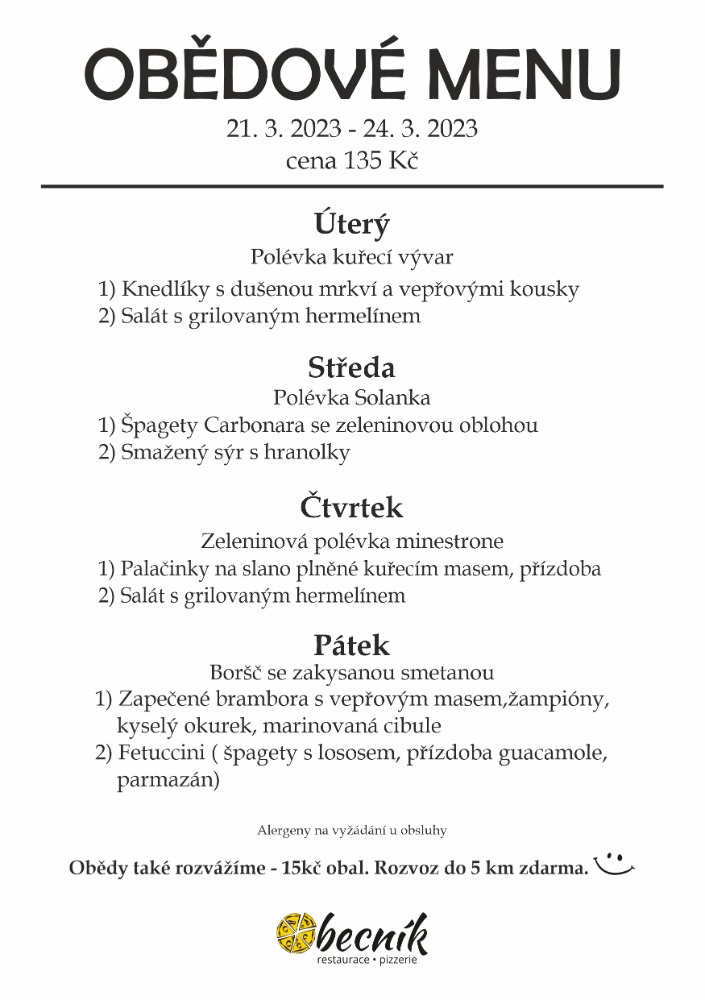 OBĚDOVÉ MENU
21. 3. 2023 - 24. 3. 2023
cena 135 Kč
Úterý
Polévka kuřecí vývar
1) Knedlíky s dušenou mrkví a vepřovými kousky
2) Salát s grilovaným hermelínem
Středa
Polévka Solanka
1) Špagety Carbonara se zeleninovou oblohou
2) Smažený sýr s hranolky
Čtvrtek
Zeleninová polévka minestrone
1) Palačinky na slano plněné kuřecím masem, přízdoba
2) Salát s grilovaným hermelínem
Pátek
Boršč se zakysanou smetanou
1) Zapečené brambora s vepřovým masem,žampióny,
kyselý okurek, marinovaná cibule
2) Fetuccini ( špagety s lososem, přízdoba guacamole,
parmazán)
Alergeny na vyžádání u obsluhy
Obědy také rozvážíme - 15kč obal. Rozvoz do 5 km zdarma.
Obecník
restaurace • pizzerie